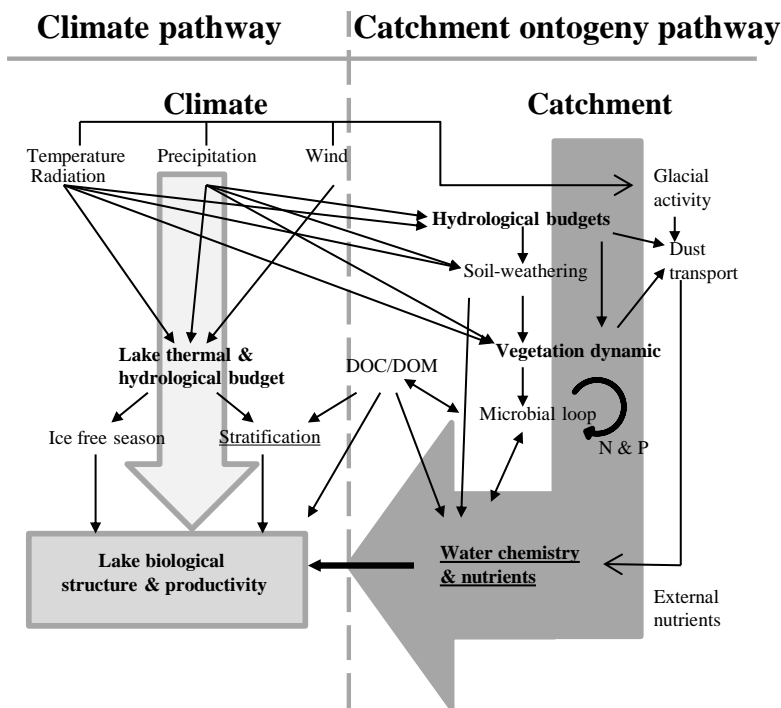 Climate pathway
Catchment ontogeny pathway
Climate
Catchment
Temperature
Radiation
Precipitation
Wind
Glacial
activity
Hydrological budgets
Dust
transport
Soil-weathering
Lake thermal &
hydrological budget
Vegetation dynamic
DOC/DOM
Microbial loop
N & P
Ice free season
Stratification
Lake biological
structure & productivity
Water chemistry
& nutrients
External
nutrients